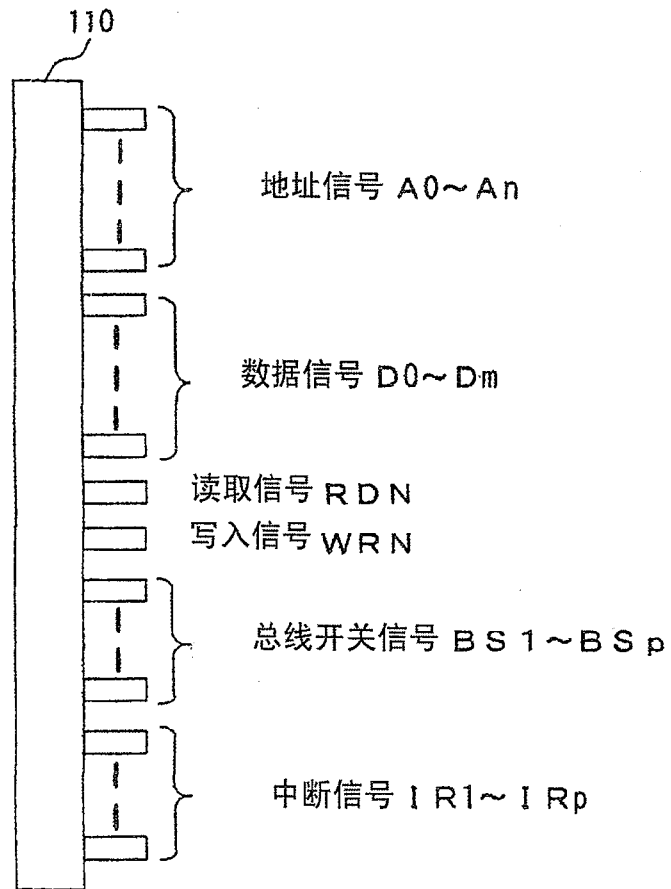 110
地址信号 A0～An
数据信号 D0～Dm
读取信号 RDN
写入信号 WRN
总线开关信号 BS1～BSp
中断信号 IR1～IRp